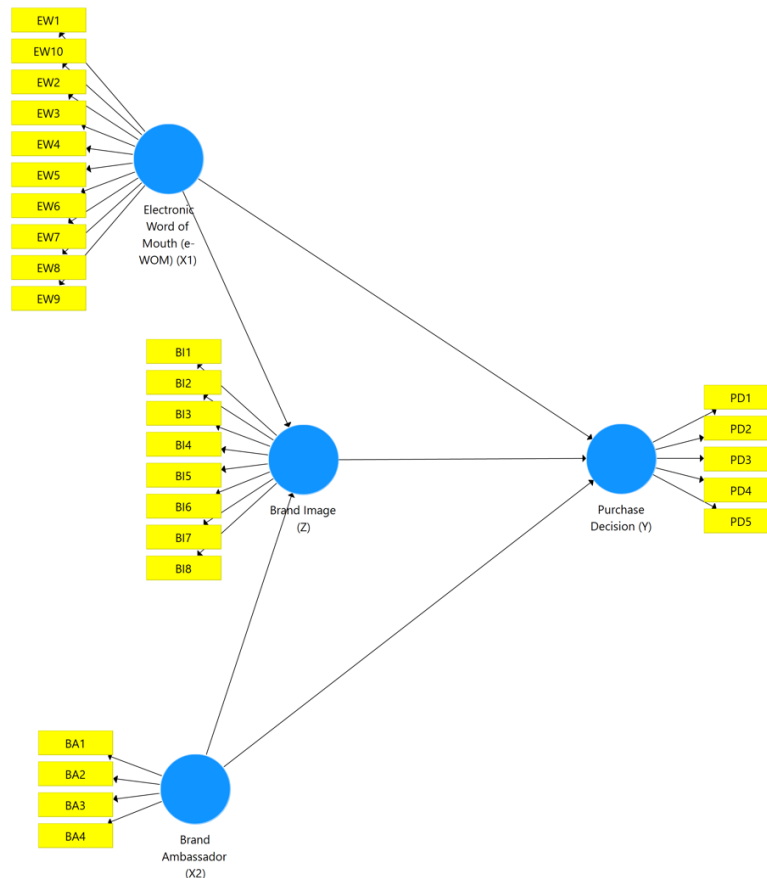 EW1
EW10
EW2
EW3
EW4
EW5
EW6
EW7
EW8
EW9
Electronic
Word of
Mouth (e-
WOM) (X1)
BI1
BI2
BI3
BI4
BI5
BI6
BI7
BI8
Brand Image
(Z)
PD1
PD2
PD3
PD4
PD5
Purchase
Decision (Y)
BA1
BA2
BA3
BA4
Brand
Ambassador
(X2)